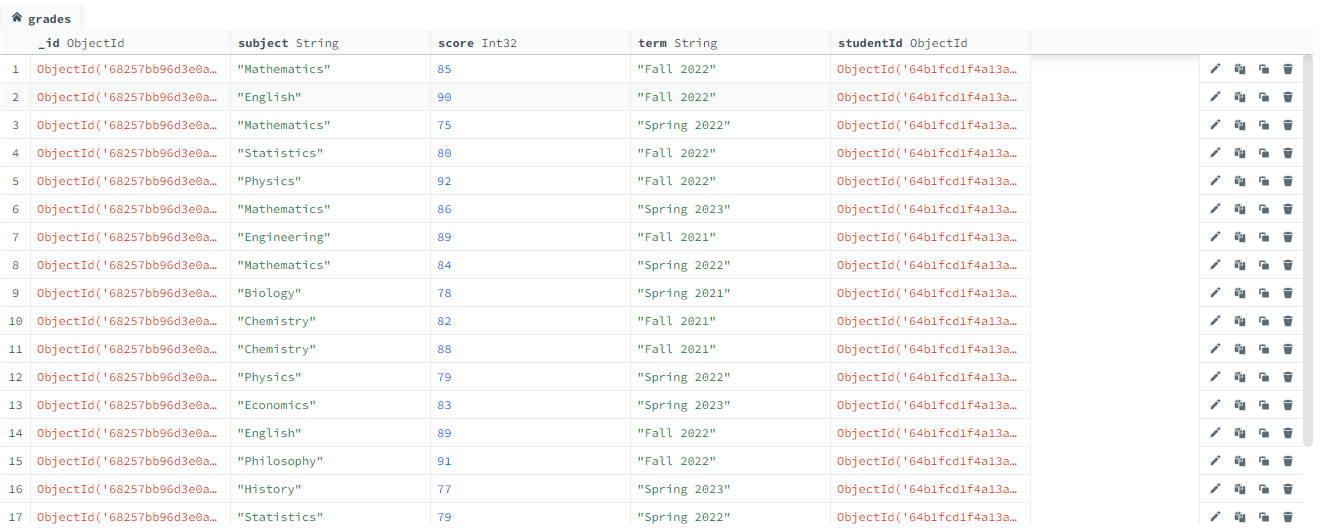 grades
_id ObjectId subject String score Int32 term String studentId ObjectId
1 ObjectId('68257bb96d3e0a… "Mathematics" 85 "Fall 2022" ObjectId('64b1fcd1f4a13a…
2 ObjectId('68257bb96d3e0a… "English" 90 "Fall 2022" ObjectId('64b1fcd1f4a13a…
3 ObjectId('68257bb96d3e0a… "Mathematics" 75 "Spring 2022" ObjectId('64b1fcd1f4a13a…
4 ObjectId('68257bb96d3e0a… "Statistics" 80 "Fall 2022" ObjectId('64b1fcd1f4a13a…
5 ObjectId('68257bb96d3e0a… "Physics" 92 "Fall 2022" ObjectId('64b1fcd1f4a13a…
6 ObjectId('68257bb96d3e0a… "Mathematics" 86 "Spring 2023" ObjectId('64b1fcd1f4a13a…
7 ObjectId('68257bb96d3e0a… "Engineering" 89 "Fall 2021" ObjectId('64b1fcd1f4a13a…
8 ObjectId('68257bb96d3e0a… "Mathematics" 84 "Spring 2022" ObjectId('64b1fcd1f4a13a…
9 ObjectId('68257bb96d3e0a… "Biology" 78 "Spring 2021" ObjectId('64b1fcd1f4a13a…
10 ObjectId('68257bb96d3e0a… "Chemistry" 82 "Fall 2021" ObjectId('64b1fcd1f4a13a…
11 ObjectId('68257bb96d3e0a… "Chemistry" 88 "Fall 2021" ObjectId('64b1fcd1f4a13a…
12 ObjectId('68257bb96d3e0a… "Physics" 79 "Spring 2022" ObjectId('64b1fcd1f4a13a…
13 ObjectId('68257bb96d3e0a… "Economics" 83 "Spring 2023" ObjectId('64b1fcd1f4a13a…
14 ObjectId('68257bb96d3e0a… "English" 89 "Fall 2022" ObjectId('64b1fcd1f4a13a…
15 ObjectId('68257bb96d3e0a… "Philosophy" 91 "Fall 2022" ObjectId('64b1fcd1f4a13a…
16 ObjectId('68257bb96d3e0a… "History" 77 "Spring 2023" ObjectId('64b1fcd1f4a13a…
17 ObjectId('68257bb96d3e0a… "Statistics" 79 "Spring 2022" ObjectId('64b1fcd1f4a13a…